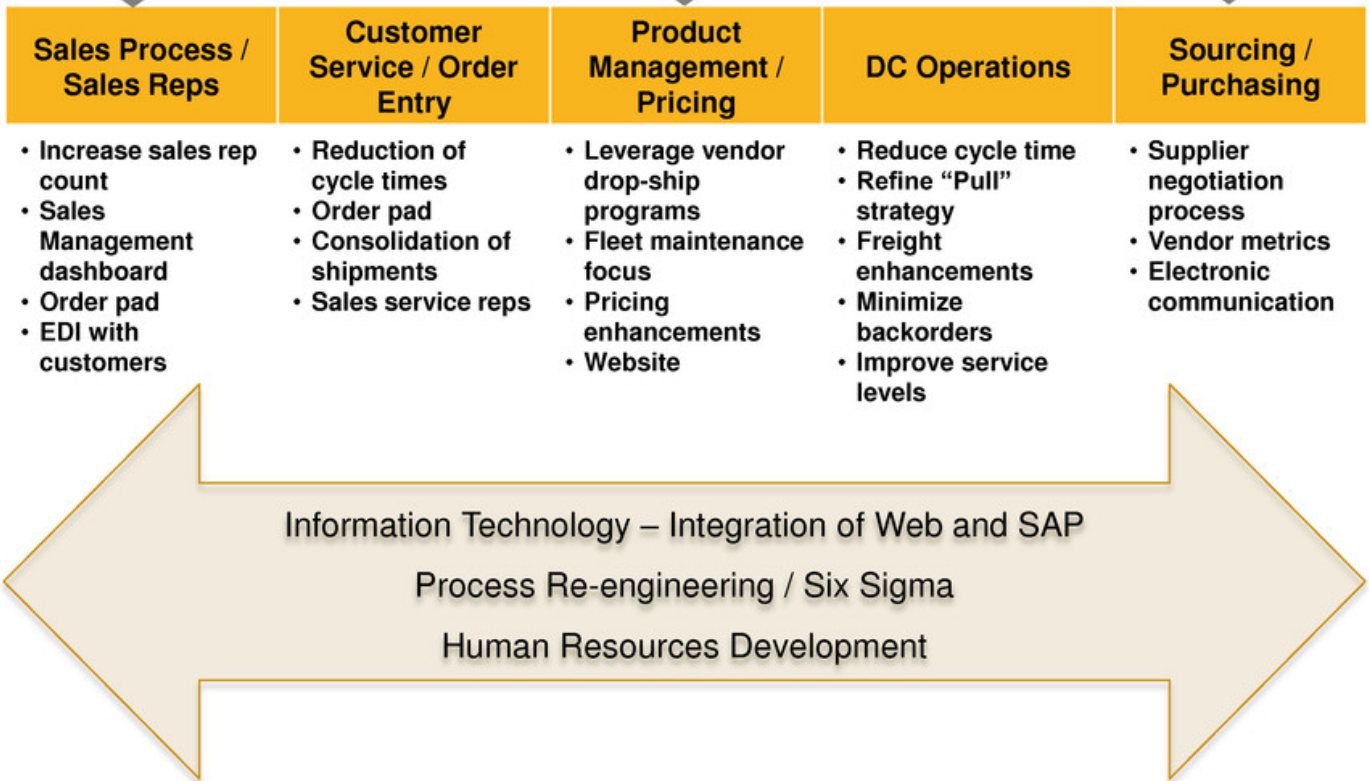 Sales Process /
Sales Reps
Customer
Service / Order
Entry
Product
Management /
Pricing
DC Operations
Sourcing /
Purchasing
• Increase sales rep
count
• Sales
Management
dashboard
• Order pad
• EDI with
customers
• Reduction of
cycle times
• Order pad
• Consolidation of
shipments
• Sales service reps
• Leverage vendor
drop-ship
programs
• Fleet maintenance
focus
• Pricing
enhancements
• Website
• Reduce cycle time
• Refine “Pull”
strategy
• Freight
enhancements
• Minimize
backorders
• Improve service
levels
• Supplier
negotiation
process
• Vendor metrics
• Electronic
communication
Information Technology – Integration of Web and SAP
Process Re-engineering / Six Sigma
Human Resources Development